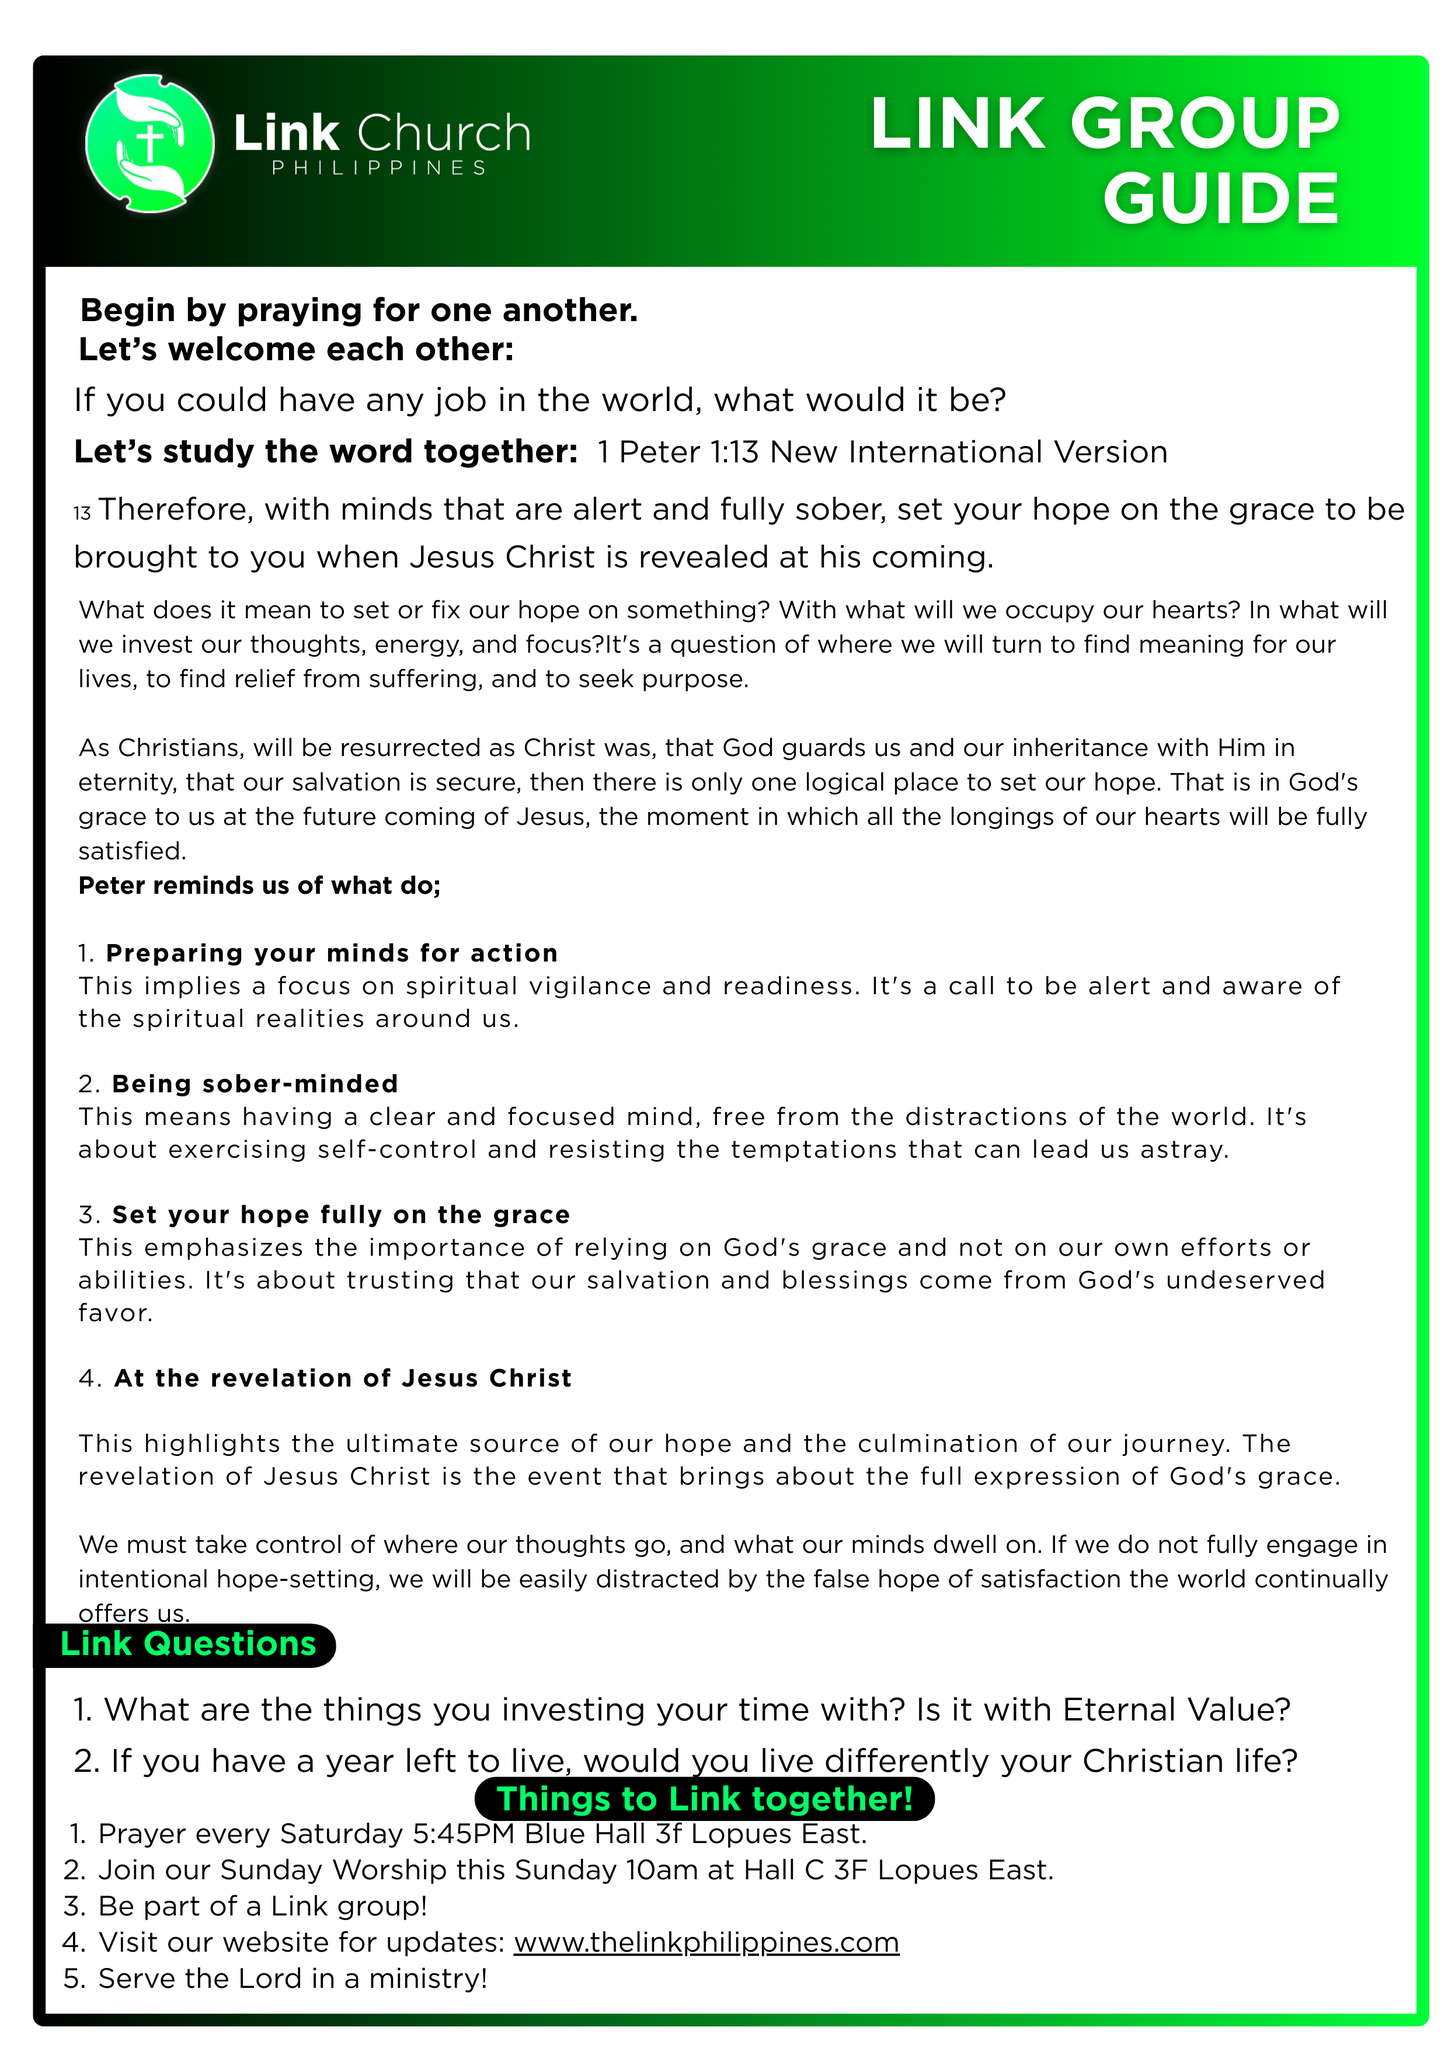 Link Church
PHILIPPINES
LINK GROUP
GUIDE
Begin by praying for one another.
Let's welcome each other:
If you could have any job in the world, what would it be?
Let's study the word together: 1 Peter 1:13 New International Version
13 Therefore, with minds that are alert and fully sober, set your hope on the grace to be
brought to you when Jesus Christ is revealed at his coming.
What does it mean to set or fix our hope on something? With what will we occupy our hearts? In what will
we invest our thoughts, energy, and focus?It's a question of where we will turn to find meaning for our
lives, to find relief from suffering, and to seek purpose.
As Christians, will be resurrected as Christ was, that God guards us and our inheritance with Him in
eternity, that our salvation is secure, then there is only one logical place to set our hope. That is in God's
grace to us at the future coming of Jesus, the moment in which all the longings of our hearts will be fully
satisfied.
Peter reminds us of what do;
1. Preparing your minds for action
This implies a focus on spiritual vigilance and readiness. It's a call to be alert and aware of
the spiritual realities around us.
2. Being sober-minded
This means having a clear and focused mind, free from the distractions of the world. It's
about exercising self-control and resisting the temptations that can lead us astray.
3. Set your hope fully on the grace
This emphasizes the importance of relying on God's grace and not on our own efforts or
abilities. It's about trusting that our salvation and blessings come from God's undeserved
favor.
4. At the revelation of Jesus Christ
This highlights the ultimate source of our hope and the culmination of our journey. The
revelation of Jesus Christ is the event that brings about the full expression of God's grace.
We must take control of where our thoughts go, and what our minds dwell on. If we do not fully engage in
intentional hope-setting, we will be easily distracted by the false hope of satisfaction the world continually
offers us.
Link Questions
1. What are the things you investing your time with? Is it with Eternal Value?
2. If you have a year left to live, would you live differently your Christian life?
Things to Link together!
1. Prayer every Saturday 5:45PM Blue Hall 3f Lopues East.
2. Join our Sunday Worship this Sunday 10am at Hall C 3F Lopues East.
3. Be part of a Link group!
4. Visit our website for updates: www.thelinkphilippines.com
5. Serve the Lord in a ministry!